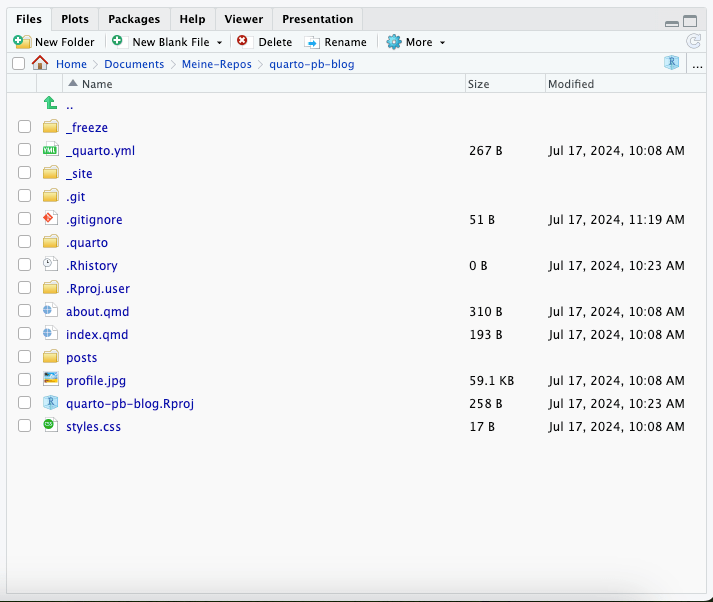 Files Plots Packages Help Viewer Presentation
New Folder New Blank File Delete Rename More
Home Documents Meine-Repos quarto-pb-blog R ...
Name Size Modified
..
_freeze
YML _quarto.yml 267 B Jul 17, 2024, 10:08 AM
_site
.git
.gitignore 51 B Jul 17, 2024, 11:19 AM
.quarto
.Rhistory 0 B Jul 17, 2024, 10:23 AM
.Rproj.user
about.qmd 310 B Jul 17, 2024, 10:08 AM
index.qmd 193 B Jul 17, 2024, 10:08 AM
posts
profile.jpg 59.1 KB Jul 17, 2024, 10:08 AM
R quarto-pb-blog.Rproj 258 B Jul 17, 2024, 10:23 AM
CSS styles.css 17 B Jul 17, 2024, 10:08 AM